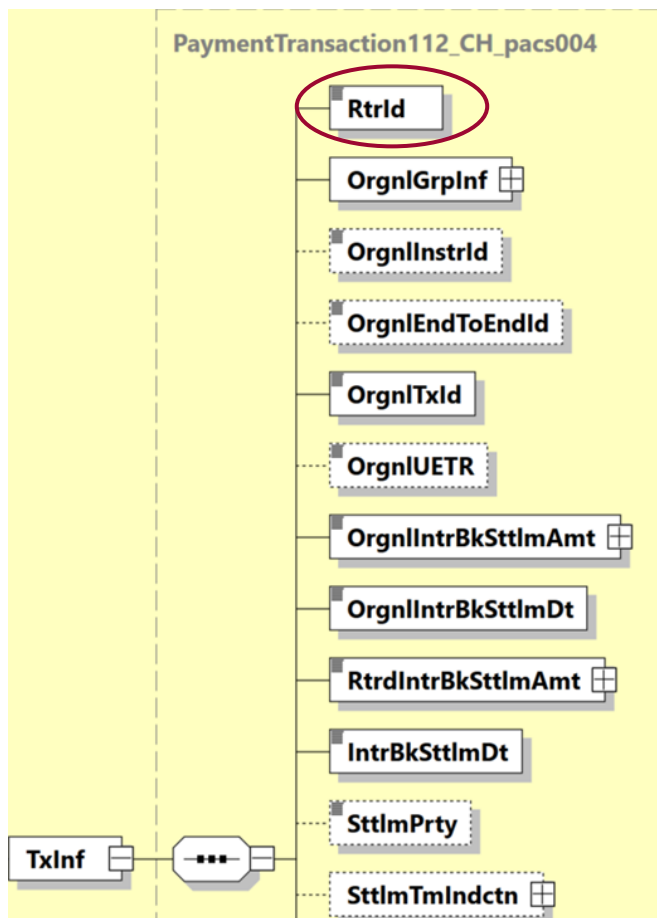 PaymentTransaction112_CH_pacs004
RtrId
OrgnlGrpInf
OrgnlInstrId
OrgnlEndToEndId
OrgnlTxId
OrgnlUETR
OrgnlIntrBkSttlmAmt
OrgnlIntrBkSttlmDt
RtrdIntrBkSttlmAmt
IntrBkSttlmDt
SttlmPrty
TxInf
SttlmTmIndctn